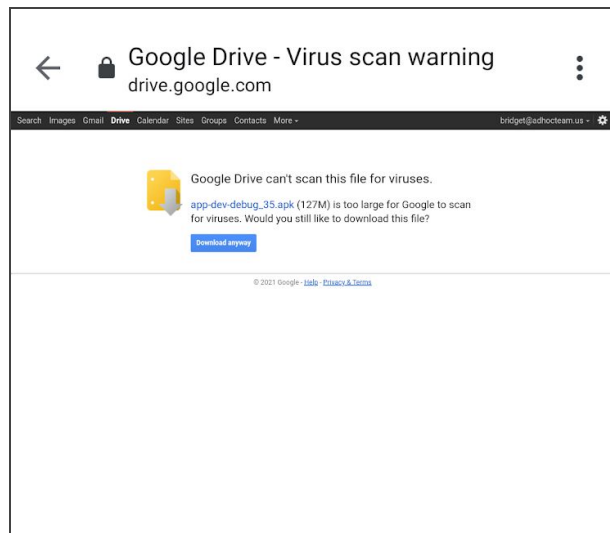 Google Drive - Virus scan warning
drive.google.com
Search Images Gmail Drive Calendar Sites Groups Contacts More
bridget@adhocteam.us
Google Drive can't scan this file for viruses.
app-dev-debug_35.apk (127M) is too large for Google to scan
for viruses. Would you still like to download this file?
Download anyway
© 2021 Google - Help - Privacy & Terms